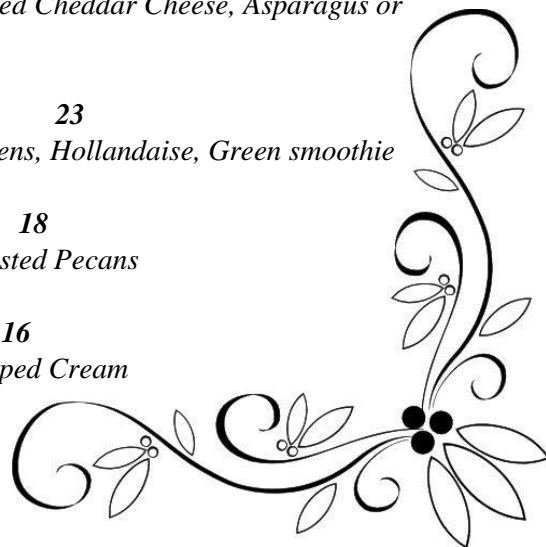 ed Cheddar Cheese, Asparagus or
23
ens, Hollandaise, Green smoothie
18
sted Pecans
16
ped Cream